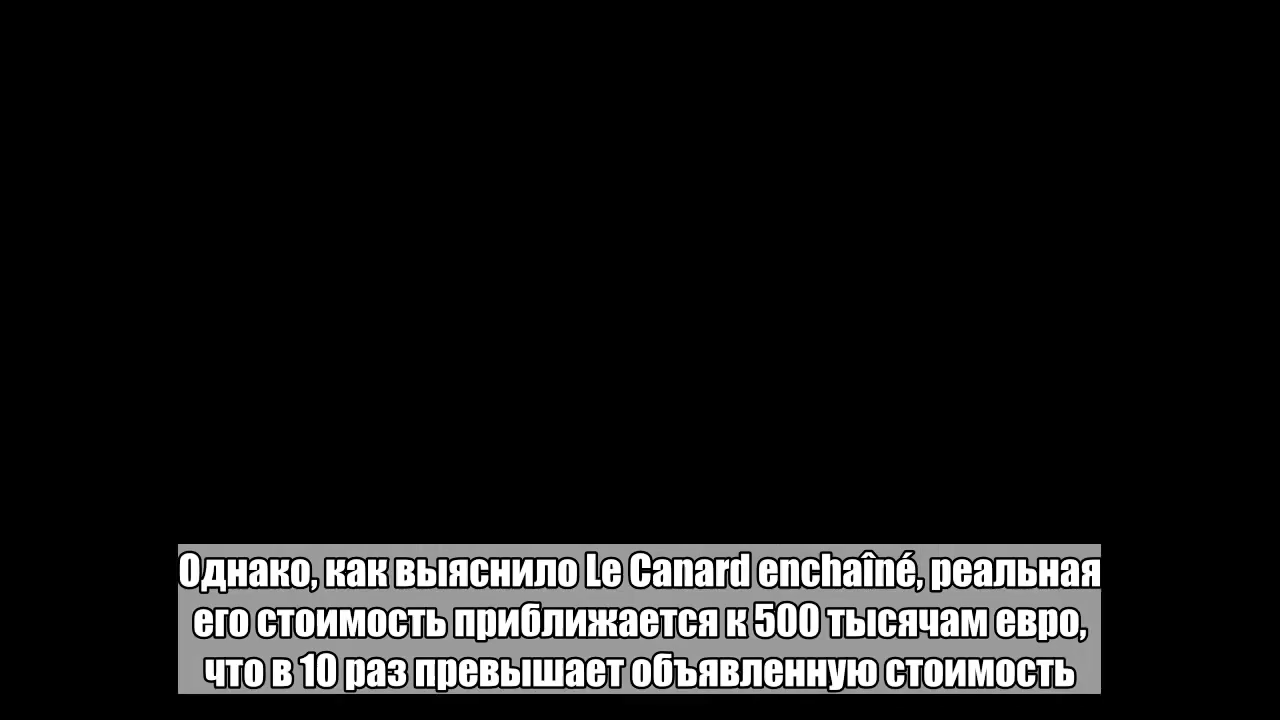 Однако, как выяснило Le Canard enchaîné, реальная
его стоимость приближается к 500 тысячам евро,
что в 10 раз превышает объявленную стоимость